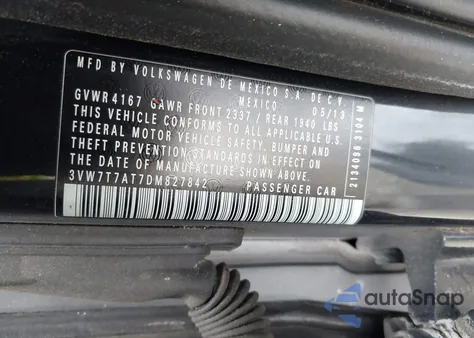 MFD BY VOLKSWAGEN DE MEXICO S.A. DE C.V.
MEXICO 05/13
GVWR 4167 GAWR FRONT 2337 / REAR 1940 LBS
THIS VEHICLE CONFORMS TO ALL APPLICABLE U.S.
FEDERAL MOTOR VEHICLE SAFETY, BUMPER AND
THEFT PREVENTION STANDARDS IN EFFECT ON
THE DATE OF MANUFACTURE SHOWN ABOVE.
3VW7T7AT7DM827842 PASSENGER CAR
2134096 3104 M
autoSnap